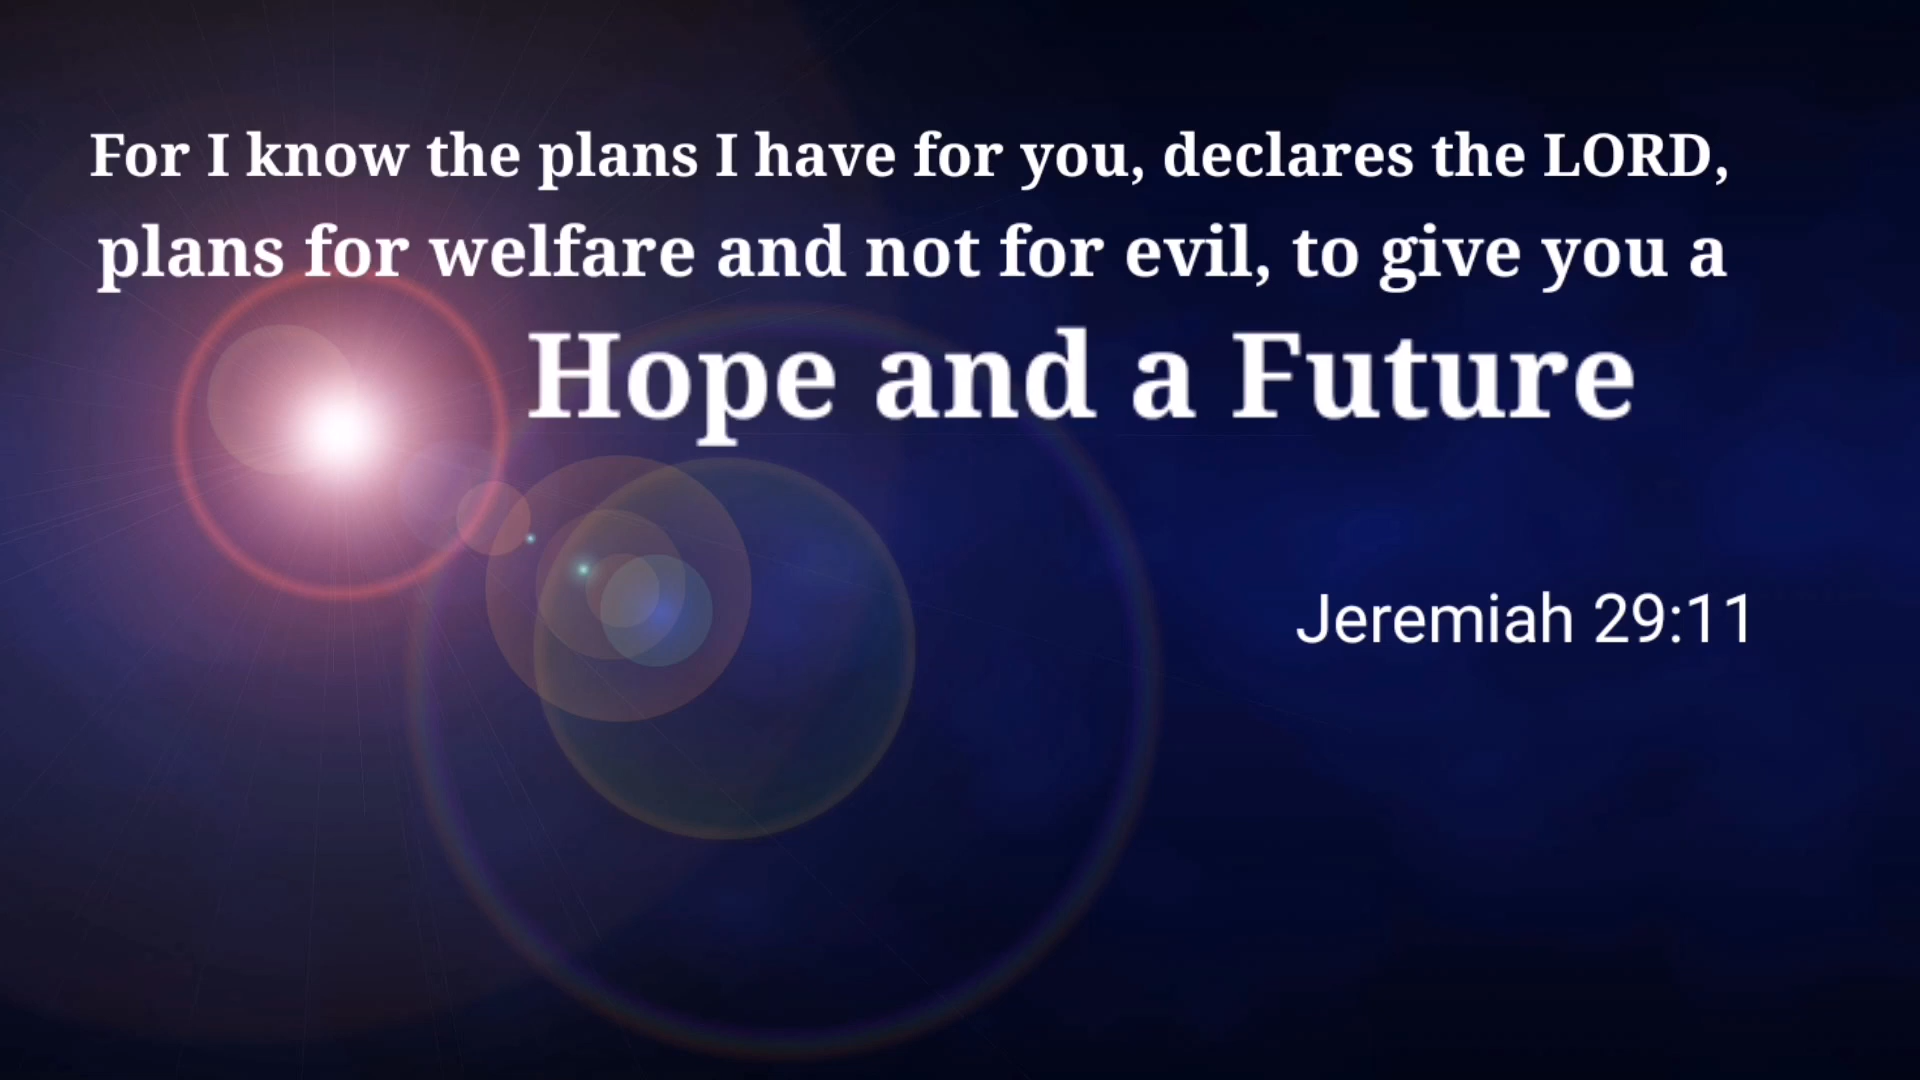 For I know the plans I have for you, declares the LORD,
plans for welfare and not for evil, to give you a
Hope and a Future
Jeremiah 29:11